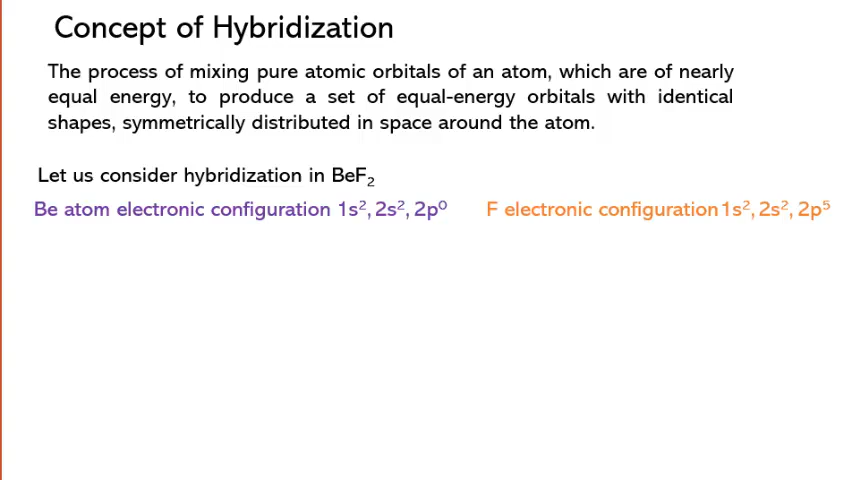 Concept of Hybridization
The process of mixing pure atomic orbitals of an atom, which are of nearly
equal energy, to produce a set of equal-energy orbitals with identical
shapes, symmetrically distributed in space around the atom.
Let us consider hybridization in BeF₂
Be atom electronic configuration 1s², 2s², 2p⁰ F electronic configuration 1s², 2s², 2p⁵